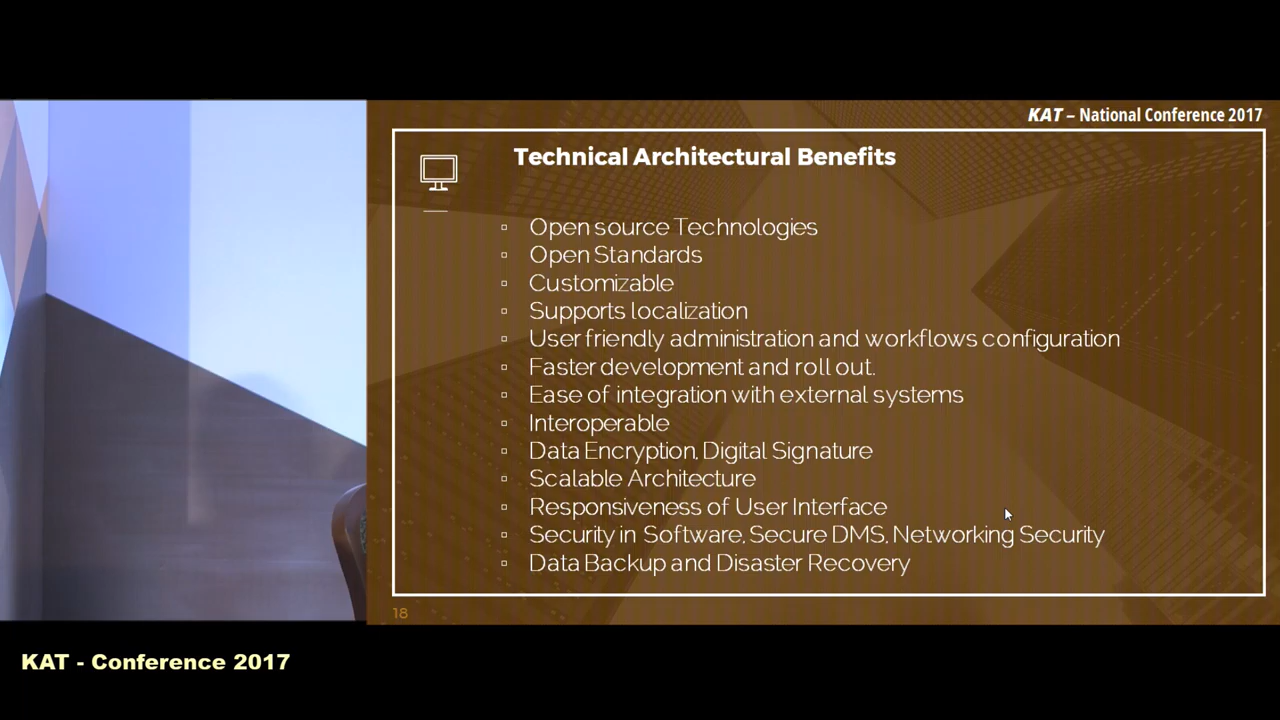 KAT – National Conference 2017
Technical Architectural Benefits
Open source Technologies
Open Standards
Customizable
Supports localization
User friendly administration and workflows configuration
Faster development and roll out.
Ease of integration with external systems
Interoperable
Data Encryption, Digital Signature
Scalable Architecture
Responsiveness of User Interface
Security in Software, Secure DMS, Networking Security
Data Backup and Disaster Recovery
18
KAT - Conference 2017